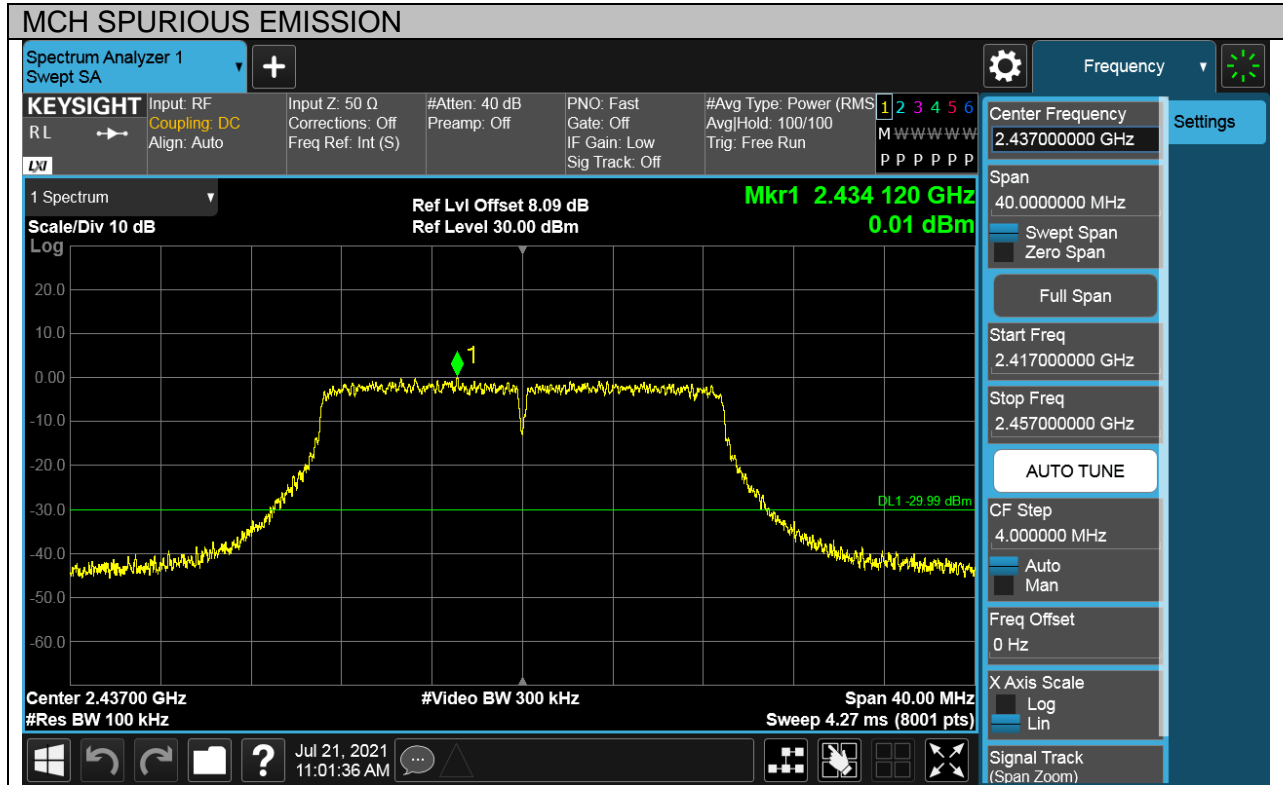 MCH SPURIOUS EMISSION
Spectrum Analyzer 1
Swept SA
+
Frequency
KEYSIGHT
RL
LXI
Input: RF
Coupling: DC
Align: Auto
Input Z: 50 Ω
Corrections: Off
Freq Ref: Int (S)
#Atten: 40 dB
Preamp: Off
PNO: Fast
Gate: Off
IF Gain: Low
Sig Track: Off
#Avg Type: Power (RMS
Avg|Hold: 100/100
Trig: Free Run
1 2 3 4 5 6
M W W W W W
P P P P P P
1 Spectrum
Scale/Div 10 dB
Ref Lvl Offset 8.09 dB
Ref Level 30.00 dBm
Mkr1 2.434 120 GHz
0.01 dBm
Log
20.0
10.0
0.00
-10.0
-20.0
-30.0
-40.0
-50.0
-60.0
1
DL1 -29.99 dBm
Center 2.43700 GHz
#Res BW 100 kHz
#Video BW 300 kHz
Span 40.00 MHz
Sweep 4.27 ms (8001 pts)
Center Frequency
2.437000000 GHz
Settings
Span
40.0000000 MHz
Swept Span
Zero Span
Full Span
Start Freq
2.417000000 GHz
Stop Freq
2.457000000 GHz
AUTO TUNE
CF Step
4.000000 MHz
Auto
Man
Freq Offset
0 Hz
X Axis Scale
Log
Lin
Signal Track
(Span Zoom)
?
Jul 21, 2021
11:01:36 AM